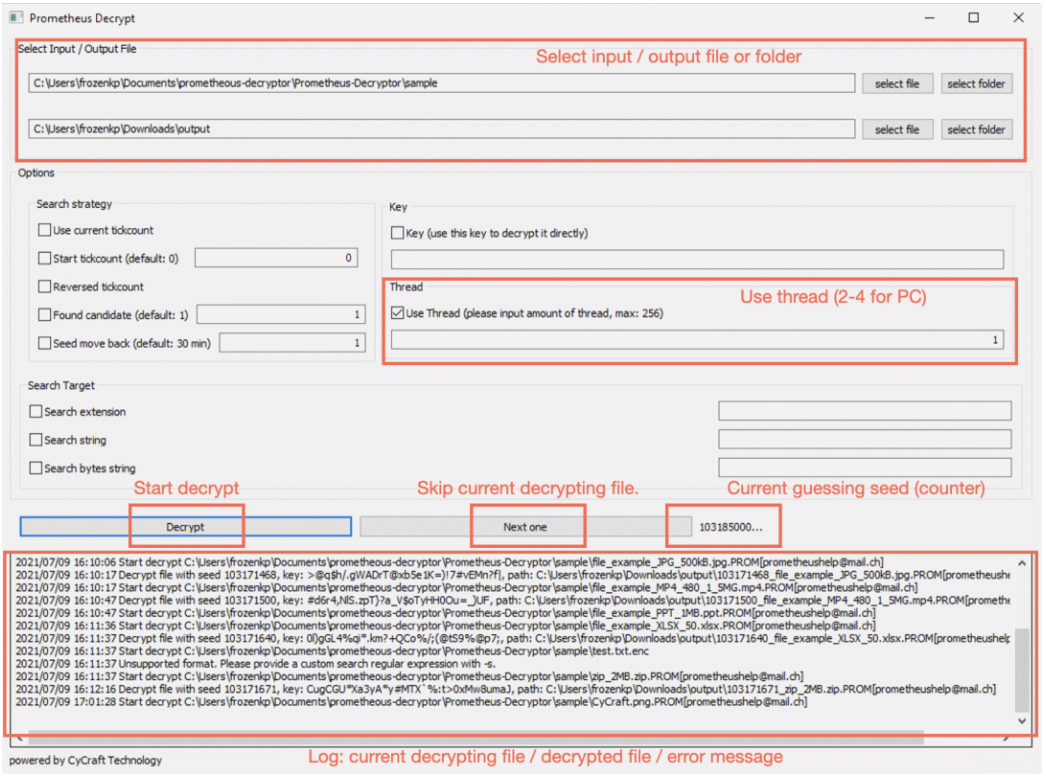 Prometheus Decrypt
Select Input / Output File
Select input / output file or folder
C:\Users\frozenkp\Documents\prometheous-decryptor\Prometheus-Decryptor\sample
select file
select folder
C:\Users\frozenkp\Downloads\output
select file
select folder
Options
Search strategy
Use current tickcount
Start tickcount (default: 0)
0
Reversed tickcount
Found candidate (default: 1)
1
Seed move back (default: 30 min)
1
Key
Key (use this key to decrypt it directly)
Thread
Use thread (2-4 for PC)
Use Thread (please input amount of thread, max: 256)
1
Search Target
Search extension
Search string
Search bytes string
Start decrypt
Skip current decrypting file.
Current guessing seed (counter)
Decrypt
Next one
103185000...
2021/07/09 16:10:06 Start decrypt C:\Users\frozenkp\Documents\prometheous-decryptor\Prometheus-Decryptor\sample\file_example_JPG_500kB.jpg.PROM[prometheushelp@mail.ch]
2021/07/09 16:10:17 Decrypt file with seed 103171468, key: >@q$h/.gWADrT@xb5e1K=)!7#vEMn?f|, path: C:\Users\frozenkp\Downloads\output\103171468_file_example_JPG_500kB.jpg.PROM[prometheushe
2021/07/09 16:10:17 Start decrypt C:\Users\frozenkp\Documents\prometheous-decryptor\Prometheus-Decryptor\sample\file_example_MP4_480_1_5MG.mp4.PROM[prometheushelp@mail.ch]
2021/07/09 16:10:47 Decrypt file with seed 103171500, key: #d6r4,NlS.zpT}?a_V$oTyHH0Ou=_)UF, path: C:\Users\frozenkp\Downloads\output\103171500_file_example_MP4_480_1_5MG.mp4.PROM[promethe
2021/07/09 16:10:47 Start decrypt C:\Users\frozenkp\Documents\prometheous-decryptor\Prometheus-Decryptor\sample\file_example_PPT_1MB.ppt.PROM[prometheushelp@mail.ch]
2021/07/09 16:11:36 Start decrypt C:\Users\frozenkp\Documents\prometheous-decryptor\Prometheus-Decryptor\sample\file_example_XLSX_50.xlsx.PROM[prometheushelp@mail.ch]
2021/07/09 16:11:37 Decrypt file with seed 103171640, key: 0l)gGL4%qi*.km?+QCo%/;(@tS9%@p7;, path: C:\Users\frozenkp\Downloads\output\103171640_file_example_XLSX_50.xlsx.PROM[prometheushelp
2021/07/09 16:11:37 Start decrypt C:\Users\frozenkp\Documents\prometheous-decryptor\Prometheus-Decryptor\sample\test.txt.enc
2021/07/09 16:11:37 Unsupported format. Please provide a custom search regular expression with -s.
2021/07/09 16:11:37 Start decrypt C:\Users\frozenkp\Documents\prometheous-decryptor\Prometheus-Decryptor\sample\zip_2MB.zip.PROM[prometheushelp@mail.ch]
2021/07/09 16:12:16 Decrypt file with seed 103171671, key: CugCGU*Xa3yA*y#MTX`%:t>0xMw8umaJ, path: C:\Users\frozenkp\Downloads\output\103171671_zip_2MB.zip.PROM[prometheushelp@mail.ch]
2021/07/09 17:01:28 Start decrypt C:\Users\frozenkp\Documents\prometheous-decryptor\Prometheus-Decryptor\sample\CyCraft.png.PROM[prometheushelp@mail.ch]
Log: current decrypting file / decrypted file / error message
powered by CyCraft Technology